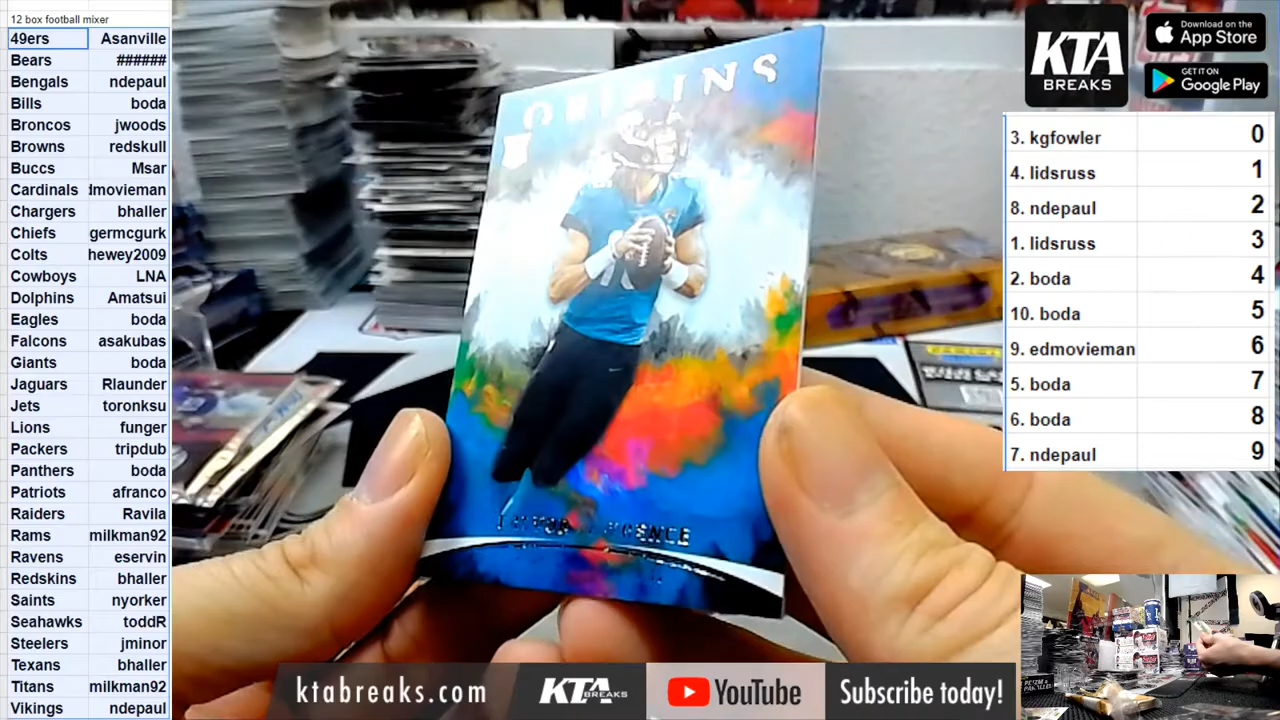 12 box football mixer
49ers Asanville
Bears ######
Bengals ndepaul
Bills boda
Broncos jwoods
Browns redskull
Buccs Msar
Cardinals dmovieman
Chargers bhaller
Chiefs germcgurk
Colts hewey2009
Cowboys LNA
Dolphins Amatsui
Eagles boda
Falcons asakubas
Giants boda
Jaguars Rlaunder
Jets toronksu
Lions funger
Packers tripdub
Panthers boda
Patriots afranco
Raiders Ravila
Rams milkman92
Ravens eservin
Redskins bhaller
Saints nyorker
Seahawks toddR
Steelers jminor
Texans bhaller
Titans milkman92
Vikings ndepaul
ORIGINS
KTA
BREAKS
Download on the
App Store
GET IT ON
Google Play
3. kgfowler 0
4. lidsruss 1
8. ndepaul 2
1. lidsruss 3
2. boda 4
10. boda 5
9. edmovieman 6
5. boda 7
6. boda 8
7. ndepaul 9
ktabreaks.com
KTA BREAKS
YouTube
Subscribe today!